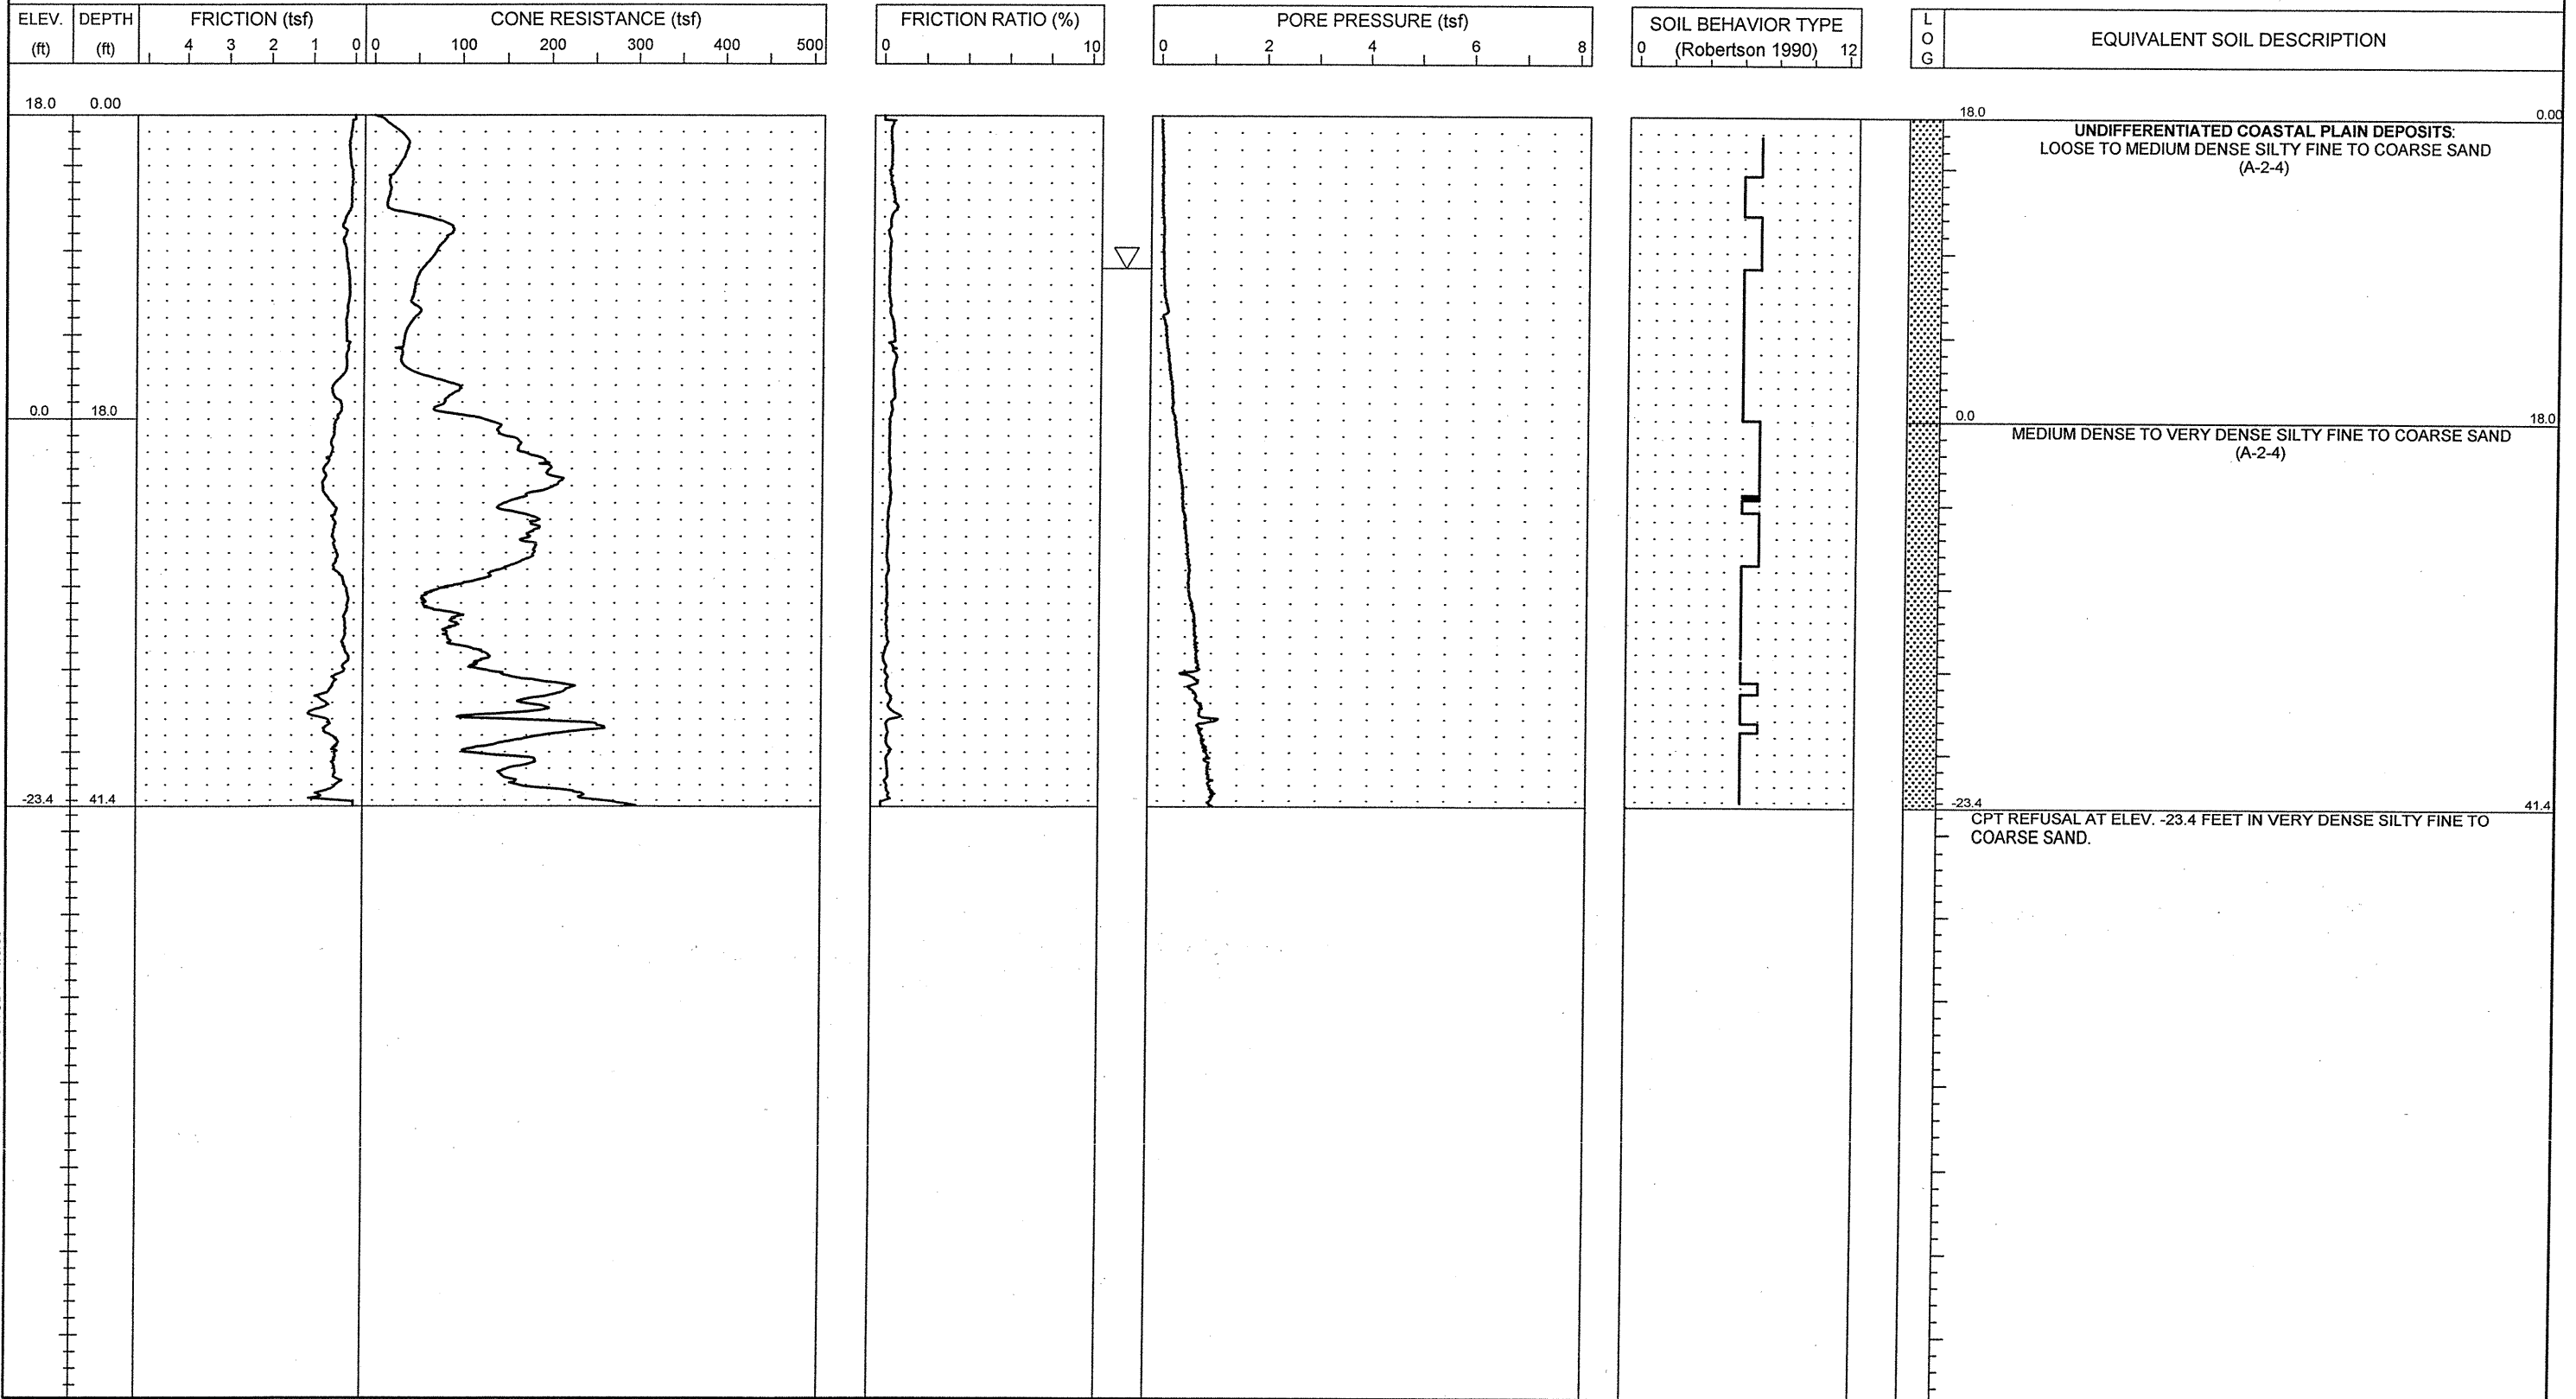 ELEV. DEPTH FRICTION (tsf) CONE RESISTANCE (tsf) FRICTION RATIO (%) PORE PRESSURE (tsf) SOIL BEHAVIOR TYPE L
(ft) (ft) 4 3 2 1 0 0 100 200 300 400 500 0 10 0 2 4 6 8 0 (Robertson 1990) 12 O EQUIVALENT SOIL DESCRIPTION
G
18.0 0.00
18.0 0.00
UNDIFFERENTIATED COASTAL PLAIN DEPOSITS:
LOOSE TO MEDIUM DENSE SILTY FINE TO COARSE SAND
(A-2-4)
0.0 18.0
0.0 18.0
MEDIUM DENSE TO VERY DENSE SILTY FINE TO COARSE SAND
(A-2-4)
-23.4 41.4
-23.4 41.4
CPT REFUSAL AT ELEV. -23.4 FEET IN VERY DENSE SILTY FINE TO
COARSE SAND.